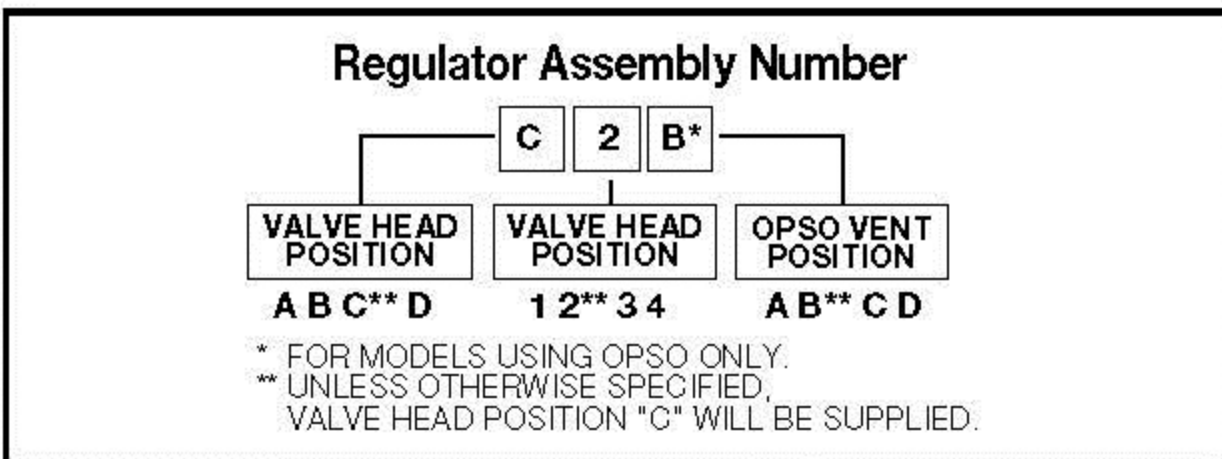 Regulator Assembly Number
C 2 B*
VALVE HEAD POSITION
VALVE HEAD POSITION
OPSO VENT POSITION
A B C** D
1 2** 3 4
A B** C D
* FOR MODELS USING OPSO ONLY.
** UNLESS OTHERWISE SPECIFIED,
VALVE HEAD POSITION "C" WILL BE SUPPLIED.